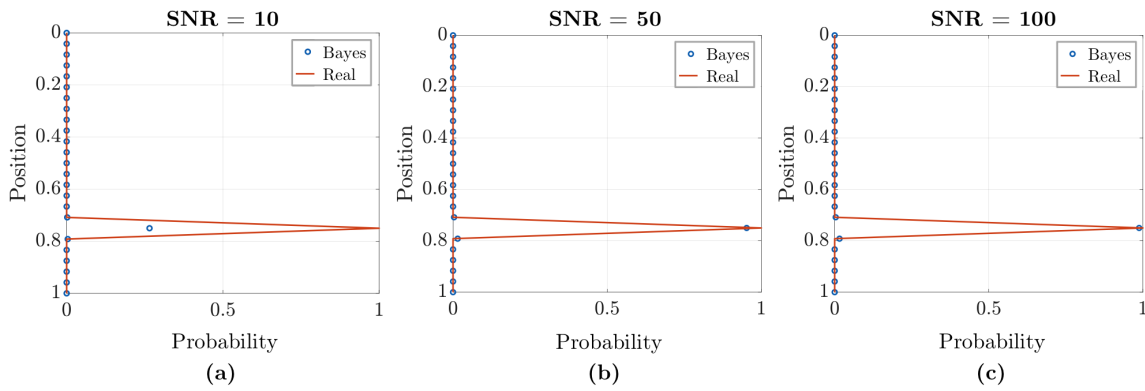 SNR = 10
0
0.2
0.4
0.6
0.8
1
Position
Bayes
Real
0
0.5
1
Probability
(a)
SNR = 50
0
0.2
0.4
0.6
0.8
1
Position
Bayes
Real
0
0.5
1
Probability
(b)
SNR = 100
0
0.2
0.4
0.6
0.8
1
Position
Bayes
Real
0
0.5
1
Probability
(c)